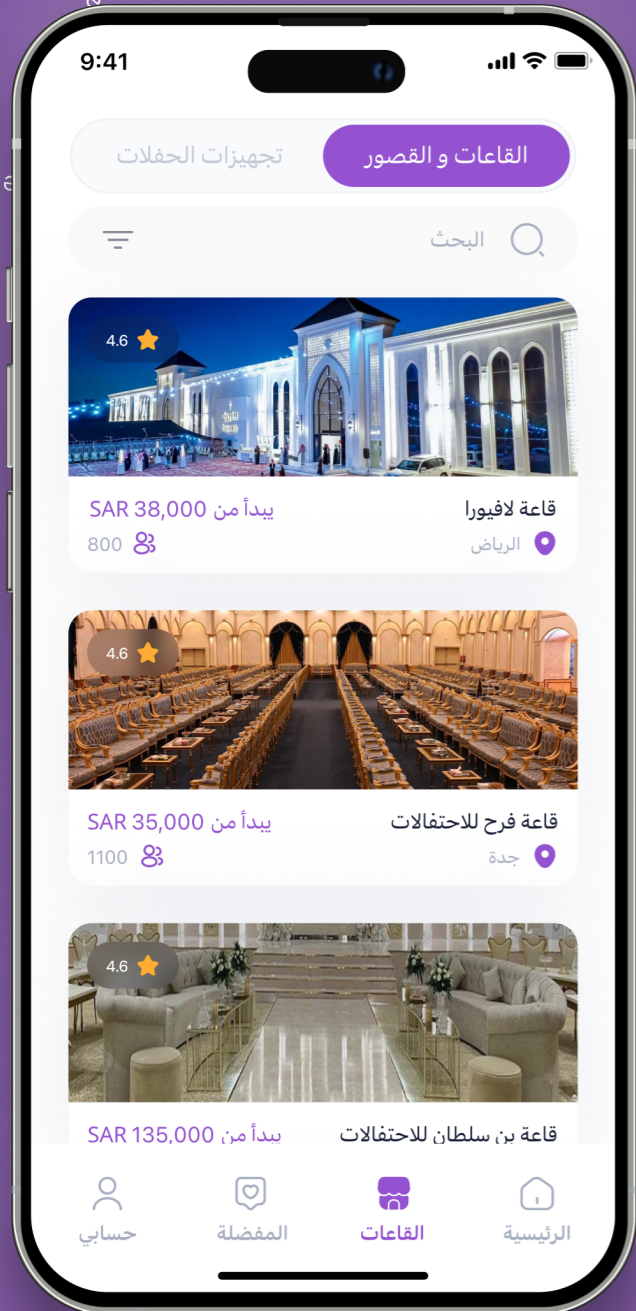 9:41
القاعات و القصور
تجهيزات الحفلات
البحث
4.6
قاعة لافيورا
يبدأ من SAR 38,000
الرياض
800
4.6
قاعة فرح للاحتفالات
يبدأ من SAR 35,000
جدة
1100
4.6
قاعة بن سلطان للاحتفالات
يبدأ من SAR 135,000
الرئيسية
القاعات
المفضلة
حسابي